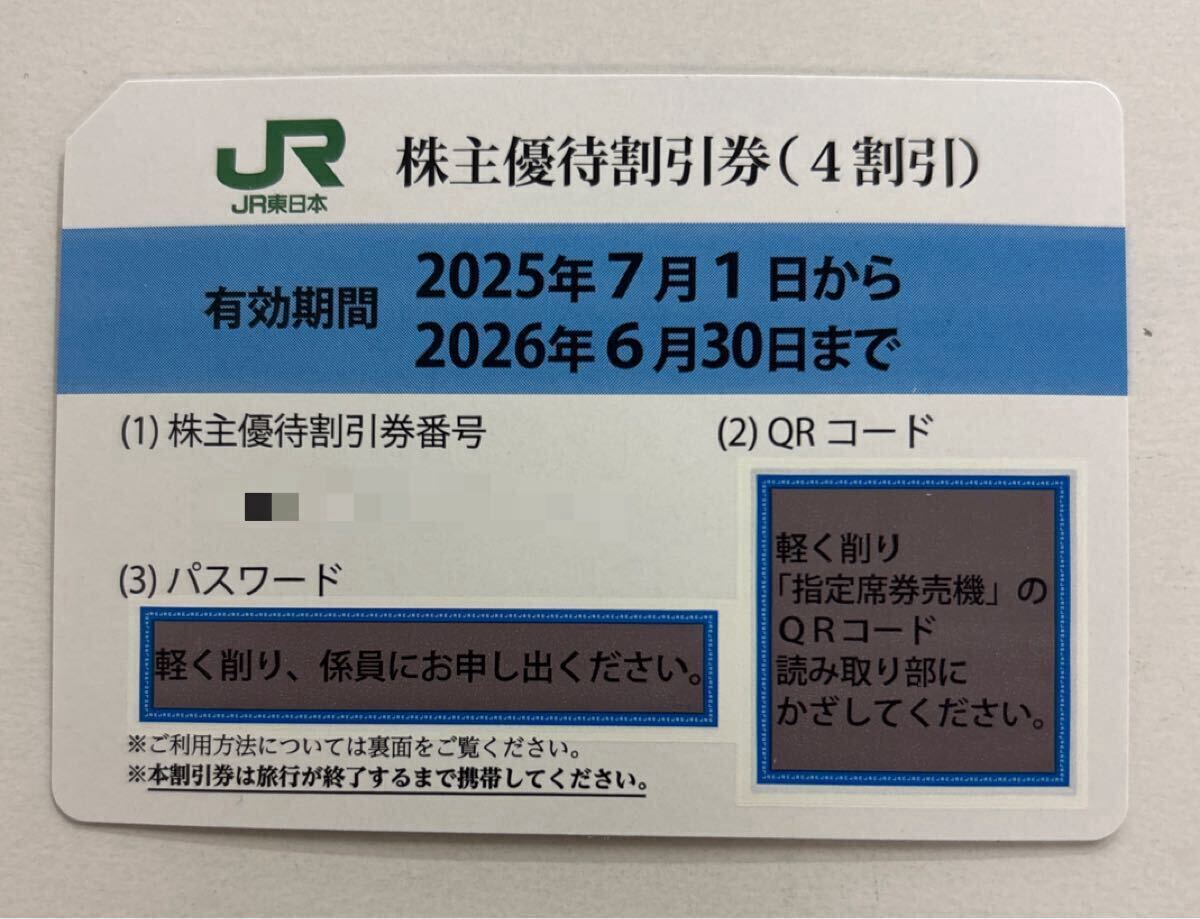 JR
JR東日本
株主優待割引券(4割引)
有効期間
2025年7月1日から
2026年6月30日まで
(1) 株主優待割引券番号
(2) QRコード
(3) パスワード
軽く削り、係員にお申し出ください。
軽く削り
「指定席券売機」の
QRコード
読み取り部に
かざしてください。
※ご利用方法については裏面をご覧ください。
※本割引券は旅行が終了するまで携帯してください。